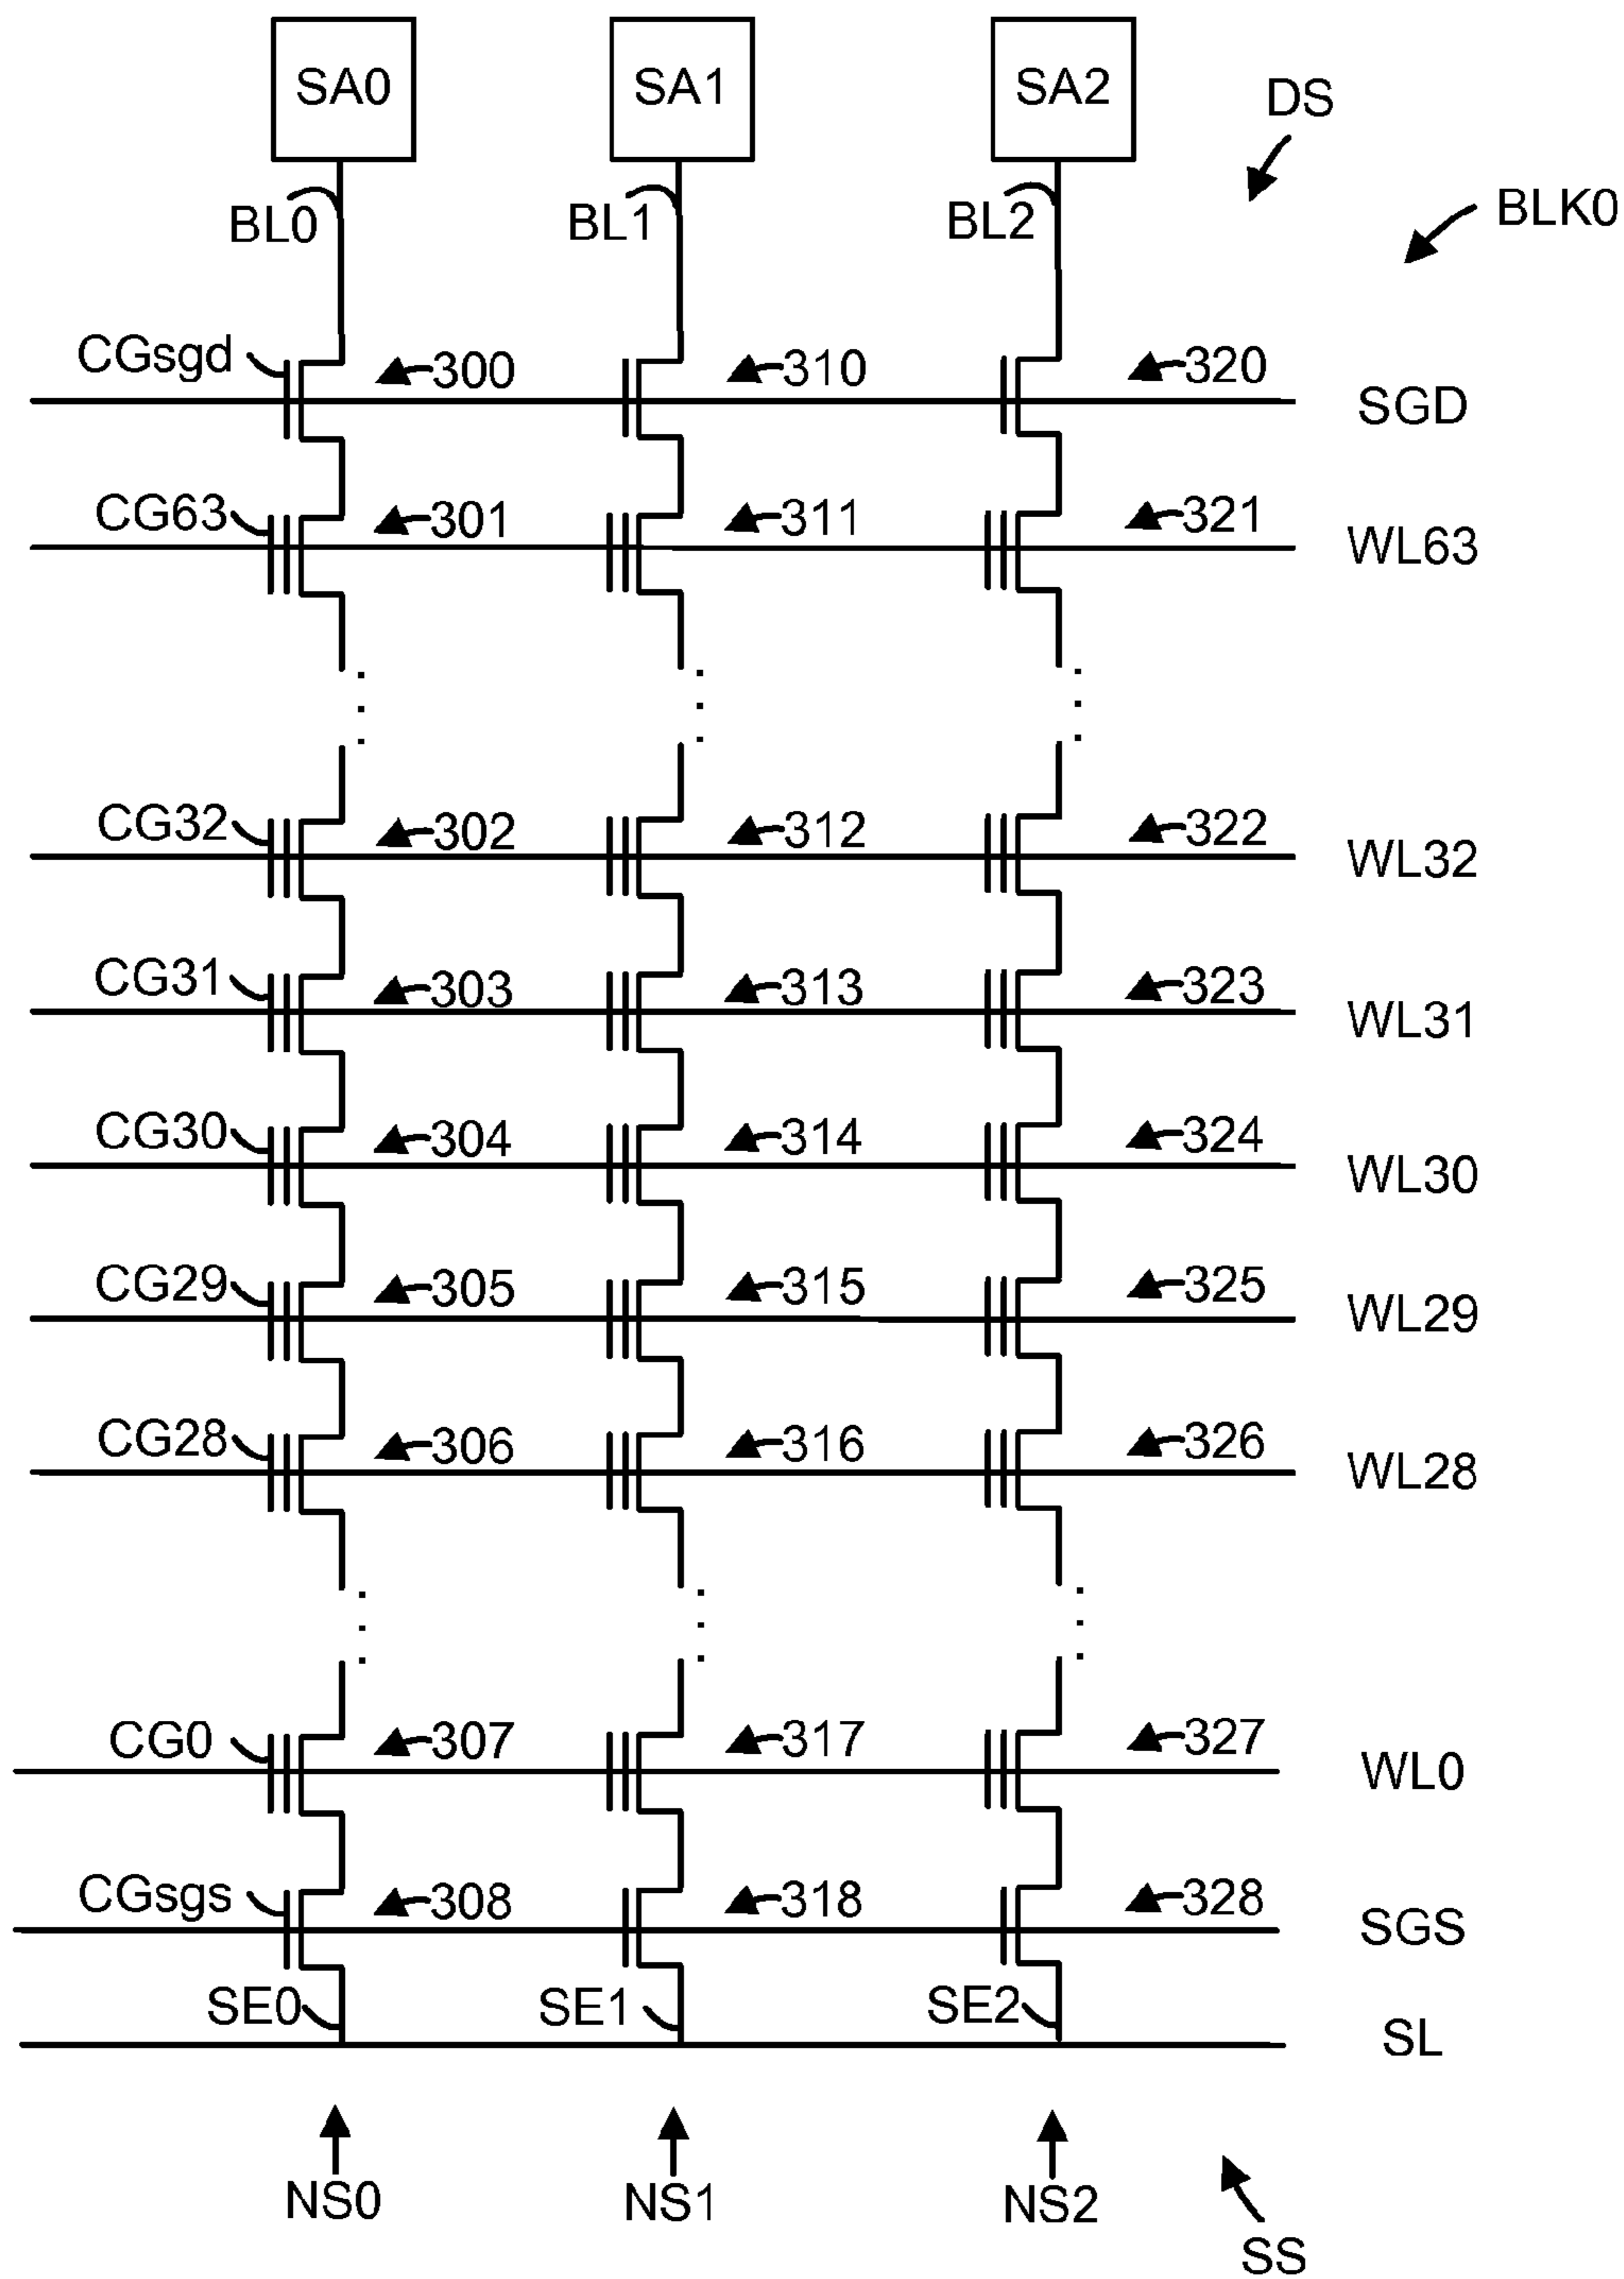 SA0 SA1 SA2 DS
BL0 BL1 BL2 BLK0
CGsgd 300 310 320 SGD
CG63 301 311 321 WL63
CG32 302 312 322 WL32
CG31 303 313 323 WL31
CG30 304 314 324 WL30
CG29 305 315 325 WL29
CG28 306 316 326 WL28
CG0 307 317 327 WL0
CGsgs 308 318 328 SGS
SE0 SE1 SE2 SL
NS0 NS1 NS2
SS